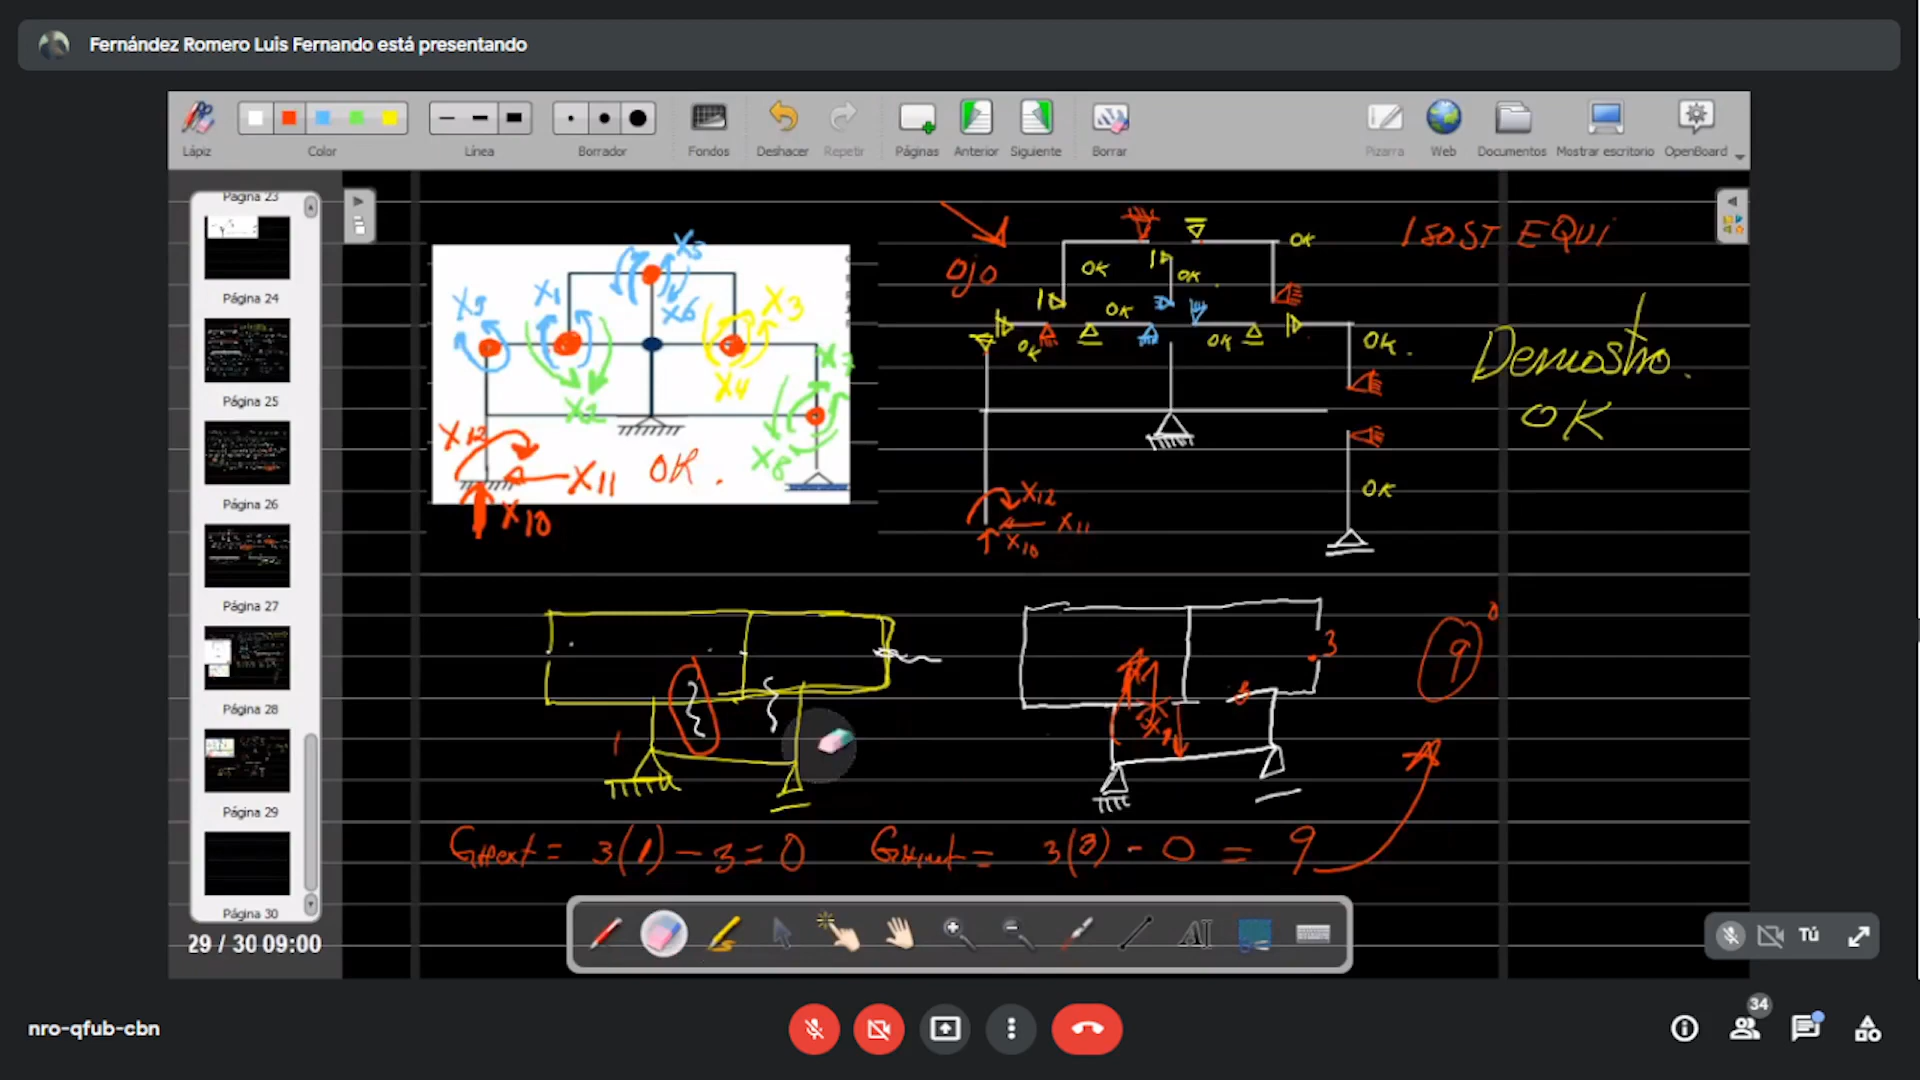 Fernández Romero Luis Fernando está presentando
Lápiz
Color
Línea
Borrador
Fondos
Deshacer
Repetir
Páginas
Anterior
Siguiente
Borrar
Pizarra
Web
Documentos
Mostrar escritorio
OpenBoard
Página 23
Página 24
Página 25
Página 26
Página 27
Página 28
Página 29
Página 30
29 / 30 09:00
X9
X1
X5
X6
X3
X4
X2
X7
X8
X12
X11
X10
OK.
OJO
OK
OK
OK
OK
OK
OK
OK.
OK
X12
X11
X10
ISOST EQUI
Demostro.
OK
1
3
9
= 3(1) - 3 = 0
= 3(3) - 0 = 9
Tú
nro-qfub-cbn
34